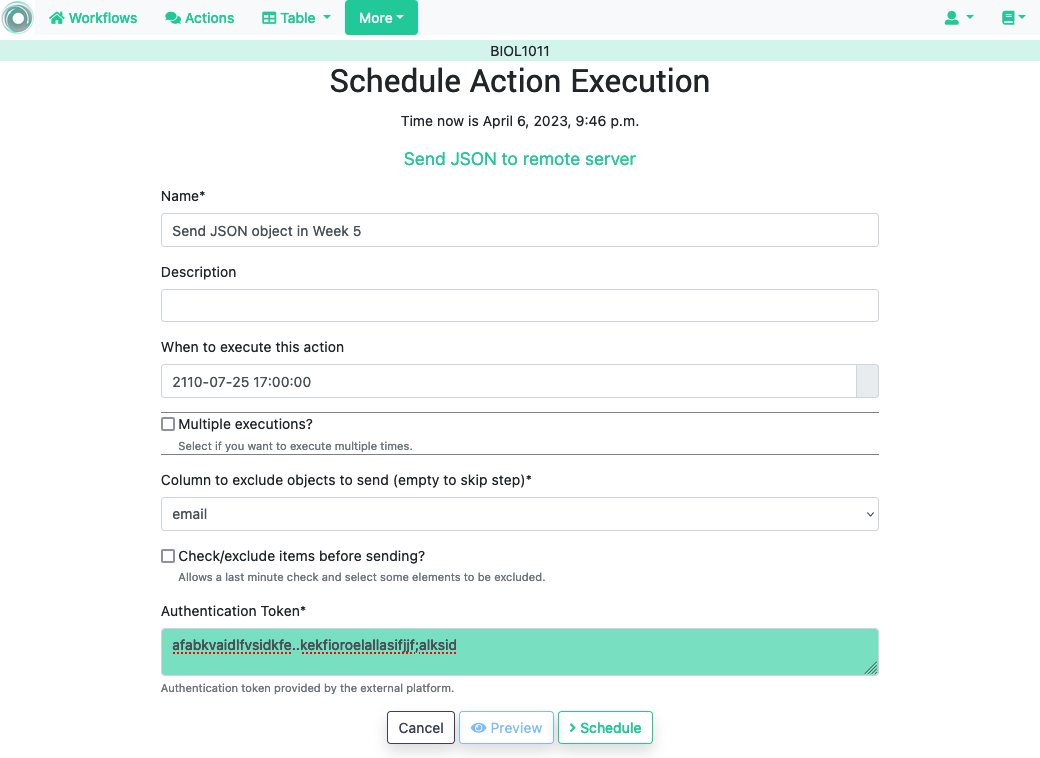 Workflows Actions Table More
BIOL1011
Schedule Action Execution
Time now is April 6, 2023, 9:46 p.m.
Send JSON to remote server
Name*
Send JSON object in Week 5
Description
When to execute this action
2110-07-25 17:00:00
Multiple executions?
Select if you want to execute multiple times.
Column to exclude objects to send (empty to skip step)*
email
Check/exclude items before sending?
Allows a last minute check and select some elements to be excluded.
Authentication Token*
afabkvaidlfvsidkfe..kekfioroelallasifjjf;alksid
Authentication token provided by the external platform.
Cancel Preview Schedule